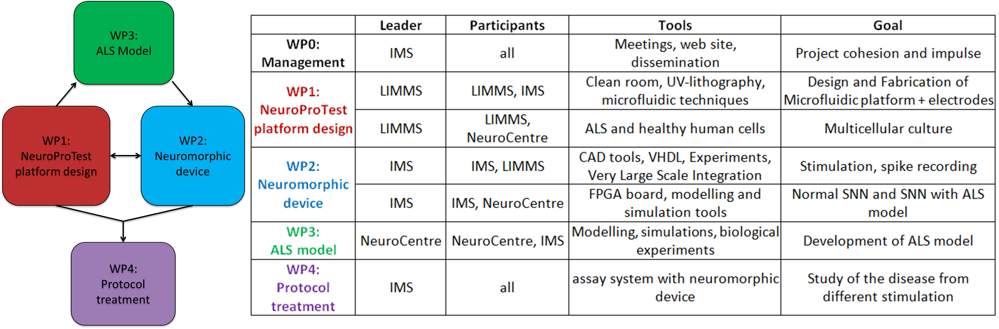 WP3:
ALS Model
WP1:
NeuroProTest
platform design
WP2:
Neuromorphic
device
WP4:
Protocol
treatment
Leader
Participants
Tools
Goal
WP0:
Management
IMS
all
Meetings, web site,
dissemination
Project cohesion and impulse
WP1:
NeuroProTest
platform design
LIMMS
LIMMS, IMS
Clean room, UV-lithography,
microfluidic techniques
Design and Fabrication of
Microfluidic platform + electrodes
LIMMS
LIMMS,
NeuroCentre
ALS and healthy human cells
Multicellular culture
WP2:
Neuromorphic
device
IMS
IMS, LIMMS
CAD tools, VHDL, Experiments,
Very Large Scale Integration
Stimulation, spike recording
IMS
IMS, NeuroCentre
FPGA board, modelling and
simulation tools
Normal SNN and SNN with ALS
model
WP3:
ALS model
NeuroCentre
NeuroCentre, IMS
Modelling, simulations, biological
experiments
Development of ALS model
WP4:
Protocol
treatment
IMS
all
assay system with neuromorphic
device
Study of the disease from
different stimulation